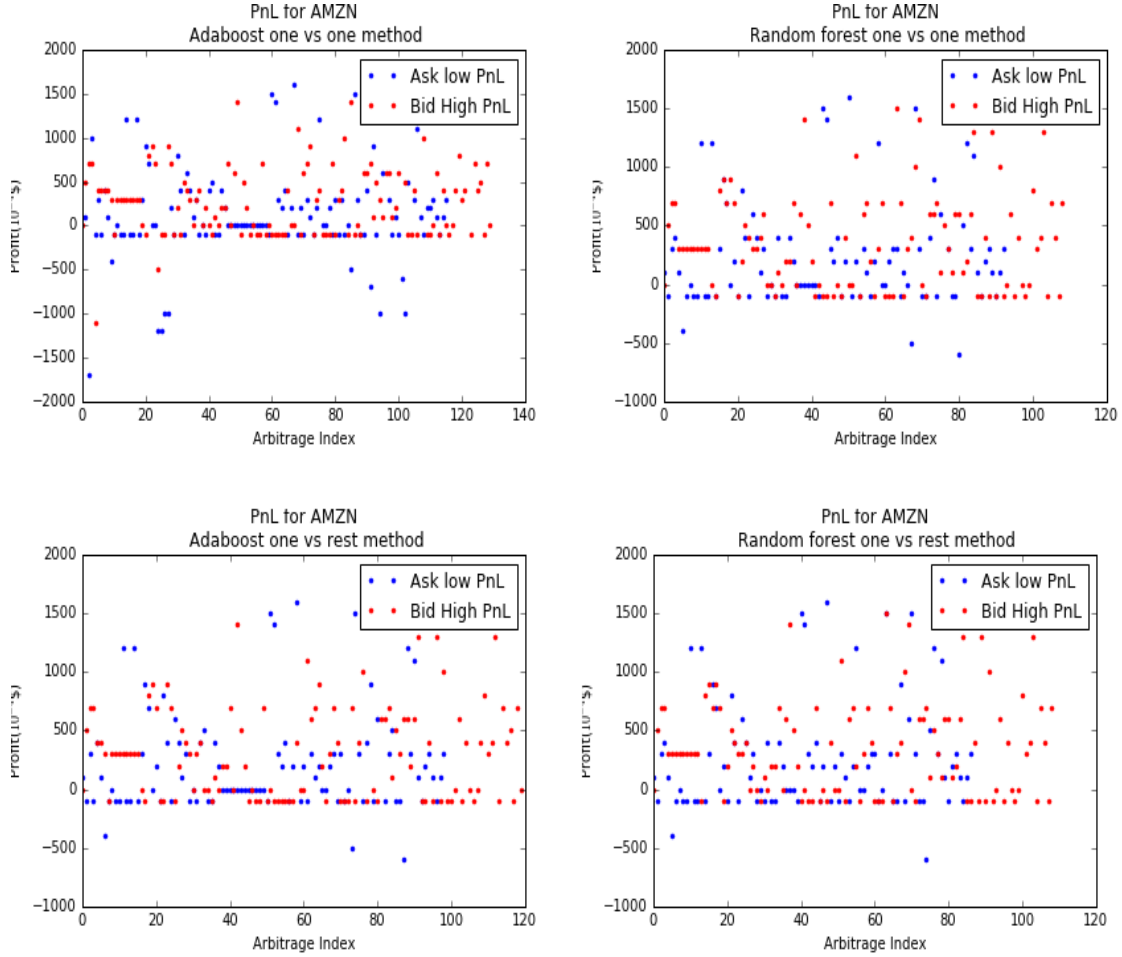 PnL for AMZN
Adaboost one vs one method
2000
1500
1000
500
0
−500
−1000
−1500
−2000
0 20 40 60 80 100 120 140
Arbitrage Index
Ask low PnL
Bid High PnL
PnL for AMZN
Random forest one vs one method
2000
1500
1000
500
0
−500
−1000
0 20 40 60 80 100 120
Arbitrage Index
Ask low PnL
Bid High PnL
PnL for AMZN
Adaboost one vs rest method
2000
1500
1000
500
0
−500
−1000
0 20 40 60 80 100 120
Arbitrage Index
Ask low PnL
Bid High PnL
PnL for AMZN
Random forest one vs rest method
2000
1500
1000
500
0
−500
−1000
0 20 40 60 80 100 120
Arbitrage Index
Ask low PnL
Bid High PnL